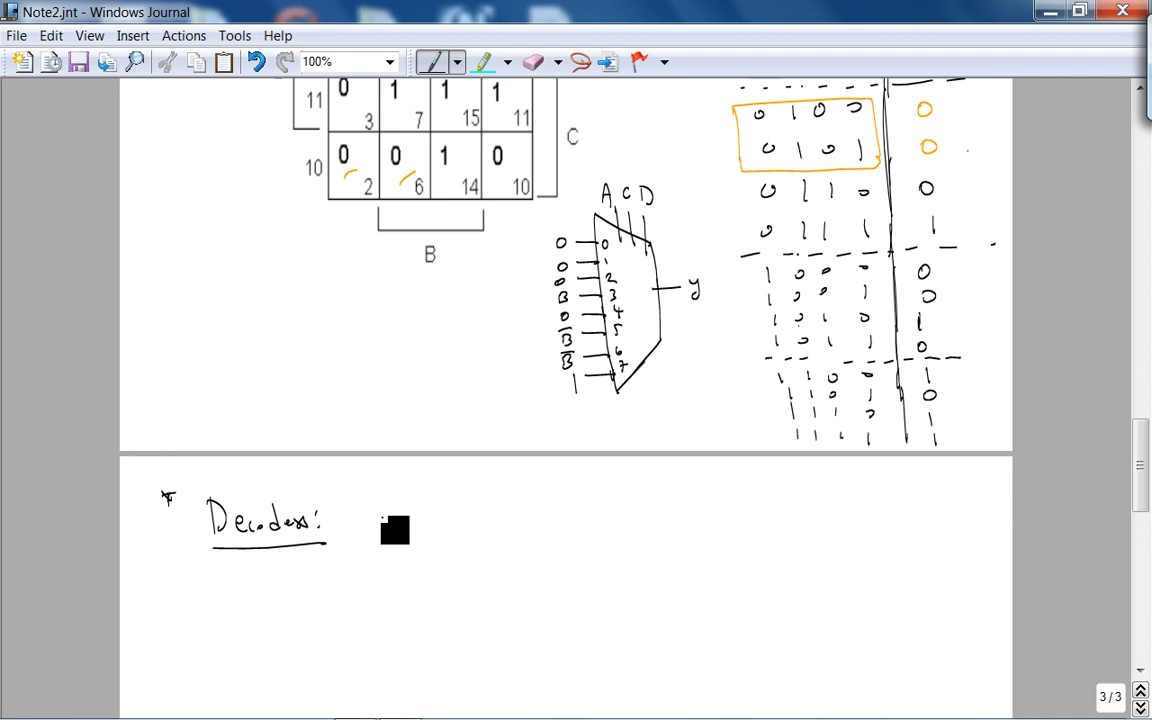 Note2.jnt - Windows Journal
File Edit View Insert Actions Tools Help
100%
11 0 1 1 1
3 7 15 11
C
10 0 0 1 0
2 6 14 10
B
A C D
0 0
0 1
0 2
B 3
0 4
B̅ 5
B̅ 6
1 7
y
0 1 0 0 0
0 1 0 1 0
0 1 1 0 0
0 1 1 1 1
1 0 0 0 0
1 0 0 1 0
1 0 1 0 1
1 0 1 1 0
1 1 0 0 1
1 1 0 1 0
1 1 1 0 1
1 1 1 1 1
* Decoders:
3 / 3